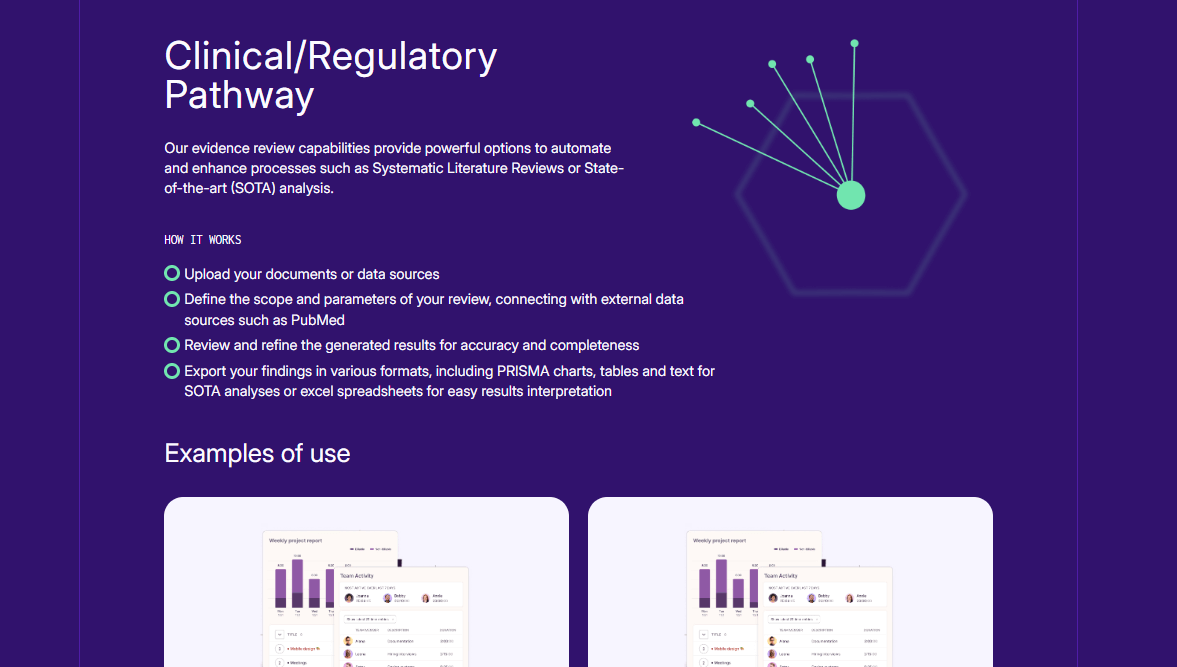 Clinical/Regulatory
Pathway
Our evidence review capabilities provide powerful options to automate
and enhance processes such as Systematic Literature Reviews or State-
of-the-art (SOTA) analysis.
HOW IT WORKS
Upload your documents or data sources
Define the scope and parameters of your review, connecting with external data
sources such as PubMed
Review and refine the generated results for accuracy and completeness
Export your findings in various formats, including PRISMA charts, tables and text for
SOTA analyses or excel spreadsheets for easy results interpretation
Examples of use
Weekly project report
Team Activity
TITLE
Meetings
Weekly project report
Team Activity
TITLE
Meetings